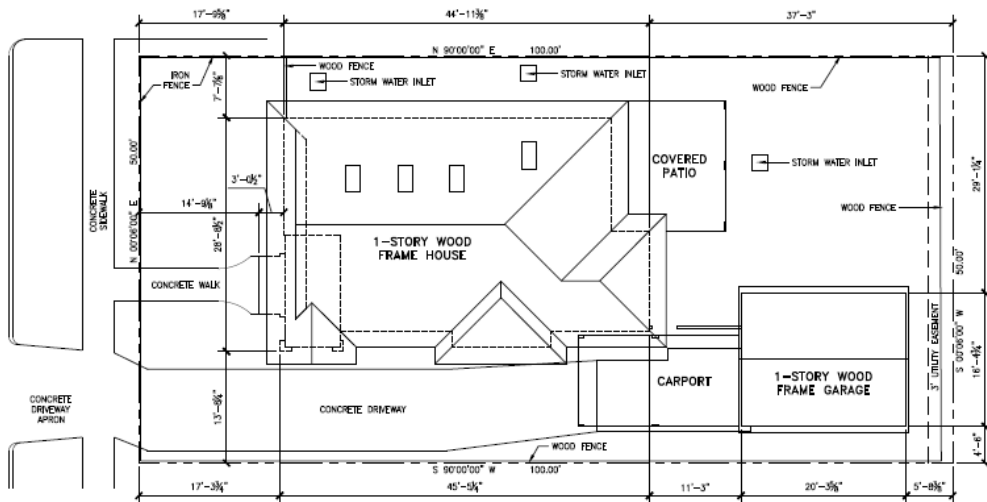 17'-9⅝"
44'-11⅜"
37'-3"
N 90°00'00" E 100.00'
WOOD FENCE
IRON
FENCE
STORM WATER INLET
STORM WATER INLET
WOOD FENCE
7'-7⅞"
50.00'
COVERED
PATIO
STORM WATER INLET
29'-1¼"
3'-0½"
14'-9⅝"
WOOD FENCE
CONCRETE
SIDEWALK
N 00°06'00" E
28'-8½"
1-STORY WOOD
FRAME HOUSE
50.00'
CONCRETE WALK
3' UTILITY EASEMENT
S 00°06'00" W
16'-4¾"
CARPORT
1-STORY WOOD
FRAME GARAGE
CONCRETE
DRIVEWAY
APRON
CONCRETE DRIVEWAY
13'-8¼"
WOOD FENCE
4'-6"
S 90°00'00" W 100.00'
17'-3¾"
45'-5¼"
11'-3"
20'-3⅝"
5'-8⅜"